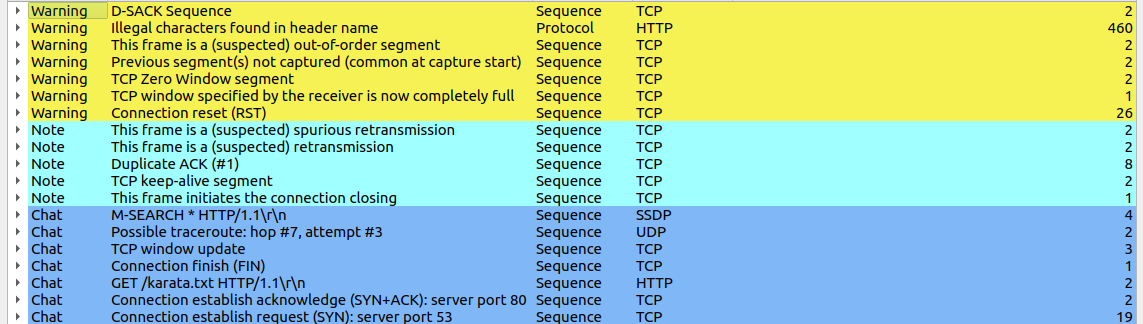 Warning D-SACK Sequence Sequence TCP 2
Warning Illegal characters found in header name Protocol HTTP 460
Warning This frame is a (suspected) out-of-order segment Sequence TCP 2
Warning Previous segment(s) not captured (common at capture start) Sequence TCP 2
Warning TCP Zero Window segment Sequence TCP 2
Warning TCP window specified by the receiver is now completely full Sequence TCP 1
Warning Connection reset (RST) Sequence TCP 26
Note This frame is a (suspected) spurious retransmission Sequence TCP 2
Note This frame is a (suspected) retransmission Sequence TCP 2
Note Duplicate ACK (#1) Sequence TCP 8
Note TCP keep-alive segment Sequence TCP 2
Note This frame initiates the connection closing Sequence TCP 1
Chat M-SEARCH * HTTP/1.1\r\n Sequence SSDP 4
Chat Possible traceroute: hop #7, attempt #3 Sequence UDP 2
Chat TCP window update Sequence TCP 3
Chat Connection finish (FIN) Sequence TCP 1
Chat GET /karata.txt HTTP/1.1\r\n Sequence HTTP 2
Chat Connection establish acknowledge (SYN+ACK): server port 80 Sequence TCP 2
Chat Connection establish request (SYN): server port 53 Sequence TCP 19